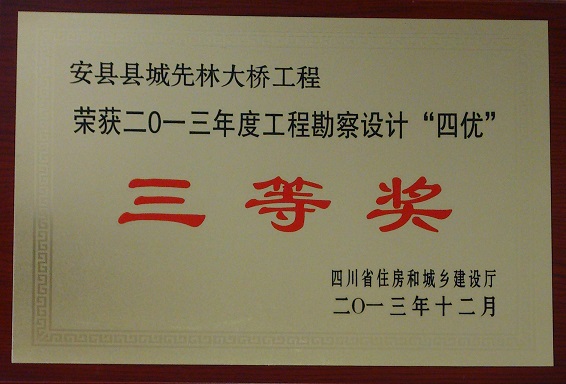 安县县城先林大桥工程
荣获二〇一三年度工程勘察设计“四优”
三等奖
四川省住房和城乡建设厅
二〇一三年十二月